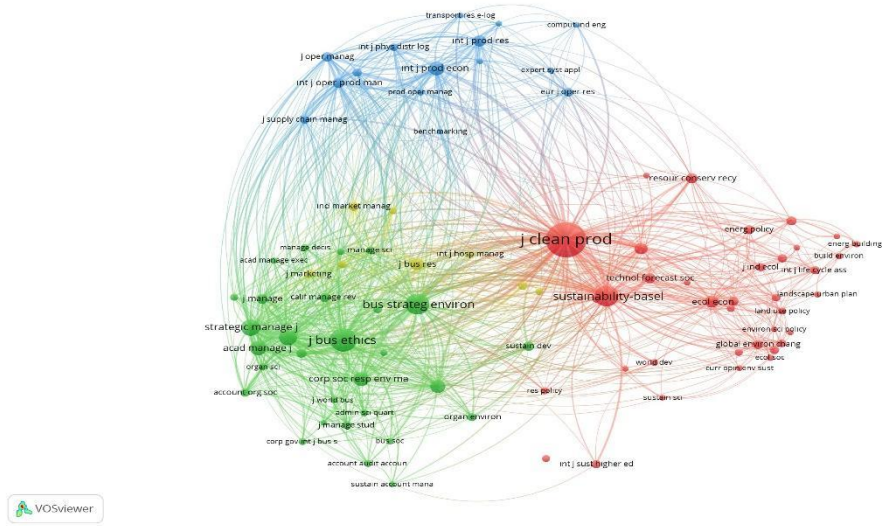 transport res e-log
comput ind eng
int j prod res
int j phys distr log
j oper manag
int j prod econ
expert syst appl
int j oper prod man
prod oper manag
eur j oper res
j supply chain manag
benchmarking
resour conserv recy
ind market manag
energ policy
j clean prod
energ building
manage decis
manage sci
int j hosp manag
build environ
acad manage exec
j bus res
j ind ecol
int j life cycle ass
j marketing
technol forecast soc
j manage
calif manage rev
sustainability-basel
landscape urban plan
bus strateg environ
ecol econ
land use policy
strategic manage j
environ sci policy
j bus ethics
sustain dev
global environ chang
acad manage j
ecol soc
organ sci
world dev
curr opin env sust
corp soc resp env ma
account org soc
res policy
sustain sci
j world bus
admin sci quart
organ environ
j manage stud
corp gov
int j bus s
bus soc
account audit accoun
int j sust higher ed
sustain account mana
VOSviewer